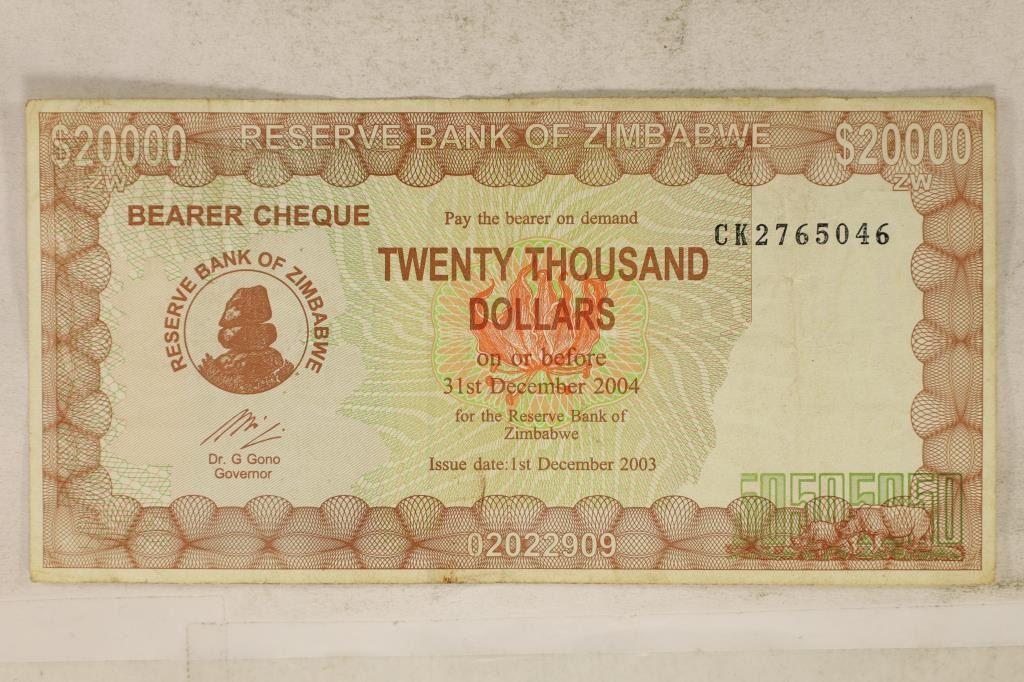 $20000 RESERVE BANK OF ZIMBABWE $20000
ZW ZW
BEARER CHEQUE
Pay the bearer on demand
CK2765046
TWENTY THOUSAND
DOLLARS
RESERVE BANK OF ZIMBABWE
on or before
31st December 2004
for the Reserve Bank of
Zimbabwe
Dr. G Gono
Governor
Issue date:1st December 2003
50505050
02022909